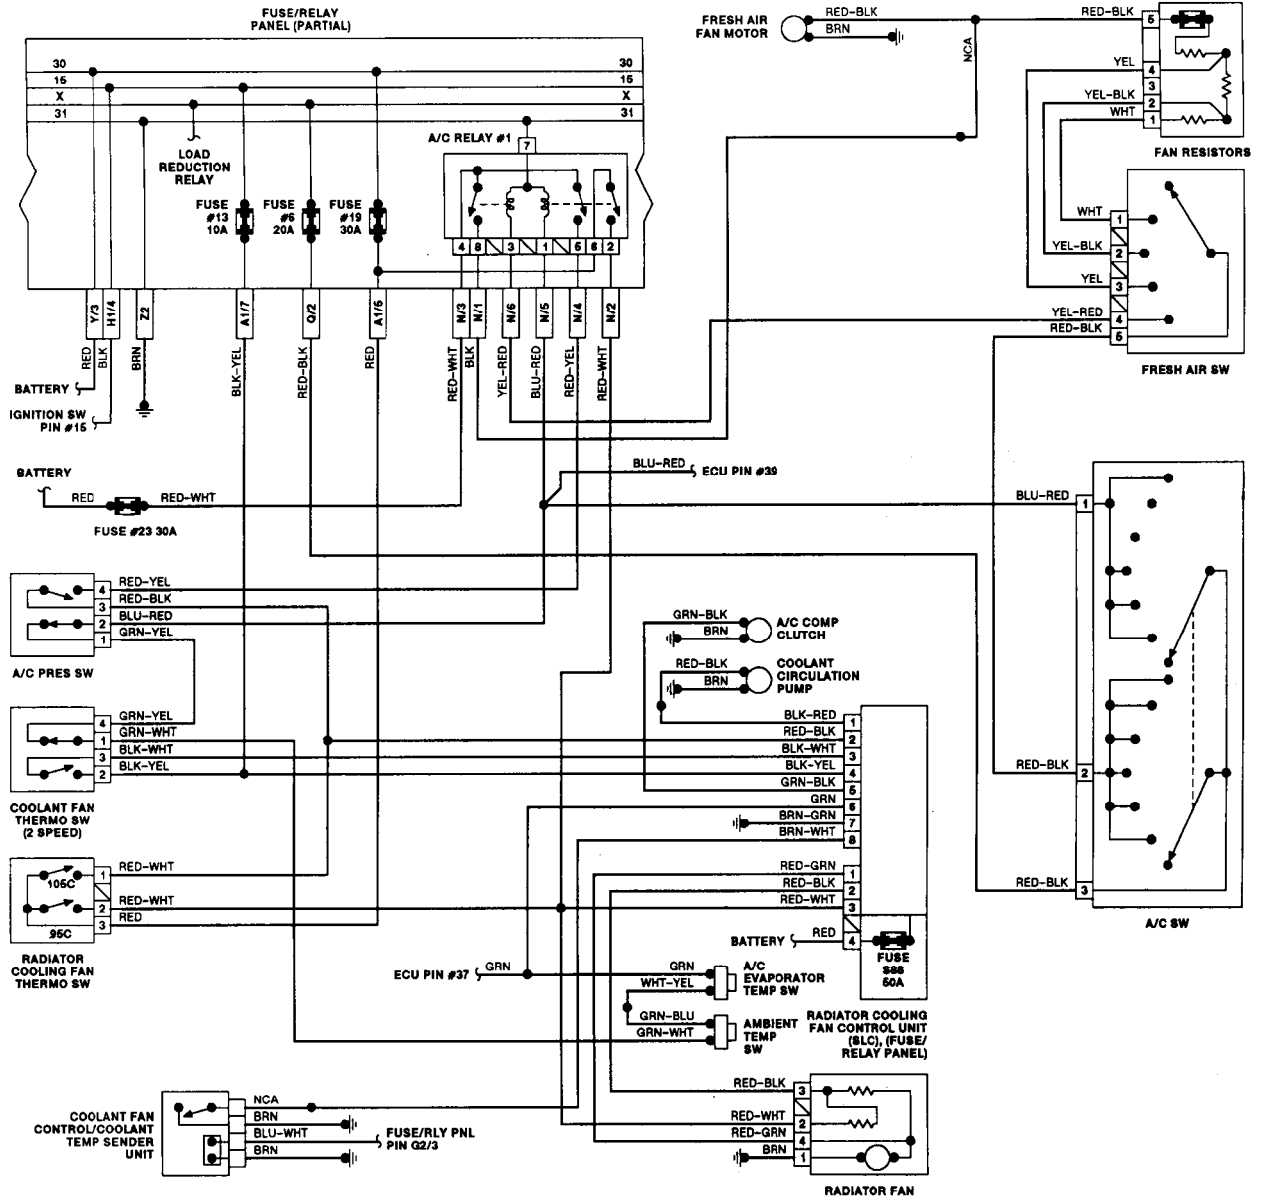 FUSE/RELAY
PANEL (PARTIAL)
30
15
X
31
30
15
X
31
LOAD
REDUCTION
RELAY
A/C RELAY #1
7
FUSE
#13
10A
FUSE
#6
20A
FUSE
#19
30A
4
8
3
1
5
6
2
Y/3
H1/4
Z2
A1/7
Q/2
A1/5
N/3
N/1
N/6
N/5
N/4
N/2
RED
BLK
BRN
BLK-YEL
RED-BLK
RED
RED-WHT
BLK
YEL-RED
BLU-RED
RED-YEL
RED-WHT
BATTERY
IGNITION SW
PIN #15
BATTERY
RED
RED-WHT
FUSE #23 30A
BLU-RED
ECU PIN #39
FRESH AIR
FAN MOTOR
RED-BLK
BRN
NCA
RED-BLK
5
YEL
4
3
YEL-BLK
2
WHT
1
FAN RESISTORS
WHT
1
YEL-BLK
2
YEL
3
YEL-RED
4
RED-BLK
5
FRESH AIR SW
BLU-RED
1
RED-BLK
2
RED-BLK
3
A/C SW
RED-YEL
4
RED-BLK
3
BLU-RED
2
GRN-YEL
1
A/C PRES SW
GRN-YEL
4
GRN-WHT
1
BLK-WHT
3
BLK-YEL
2
COOLANT FAN
THERMO SW
(2 SPEED)
RED-WHT
1
105C
RED-WHT
2
RED
3
95C
RADIATOR
COOLING FAN
THERMO SW
GRN-BLK
BRN
A/C COMP
CLUTCH
RED-BLK
BRN
COOLANT
CIRCULATION
PUMP
BLK-RED
1
RED-BLK
2
BLK-WHT
3
BLK-YEL
4
GRN-BLK
5
GRN
6
BRN-GRN
7
BRN-WHT
8
RED-GRN
1
RED-BLK
2
RED-WHT
3
BATTERY
RED
4
FUSE
S88
50A
RADIATOR COOLING
FAN CONTROL UNIT
(SLC), (FUSE/
RELAY PANEL)
ECU PIN #37
GRN
GRN
WHT-YEL
A/C
EVAPORATOR
TEMP SW
GRN-BLU
GRN-WHT
AMBIENT
TEMP
SW
COOLANT FAN
CONTROL/COOLANT
TEMP SENDER
UNIT
NCA
BRN
BLU-WHT
BRN
FUSE/RLY PNL
PIN G2/3
RED-BLK
3
RED-WHT
2
RED-GRN
4
BRN
1
RADIATOR FAN